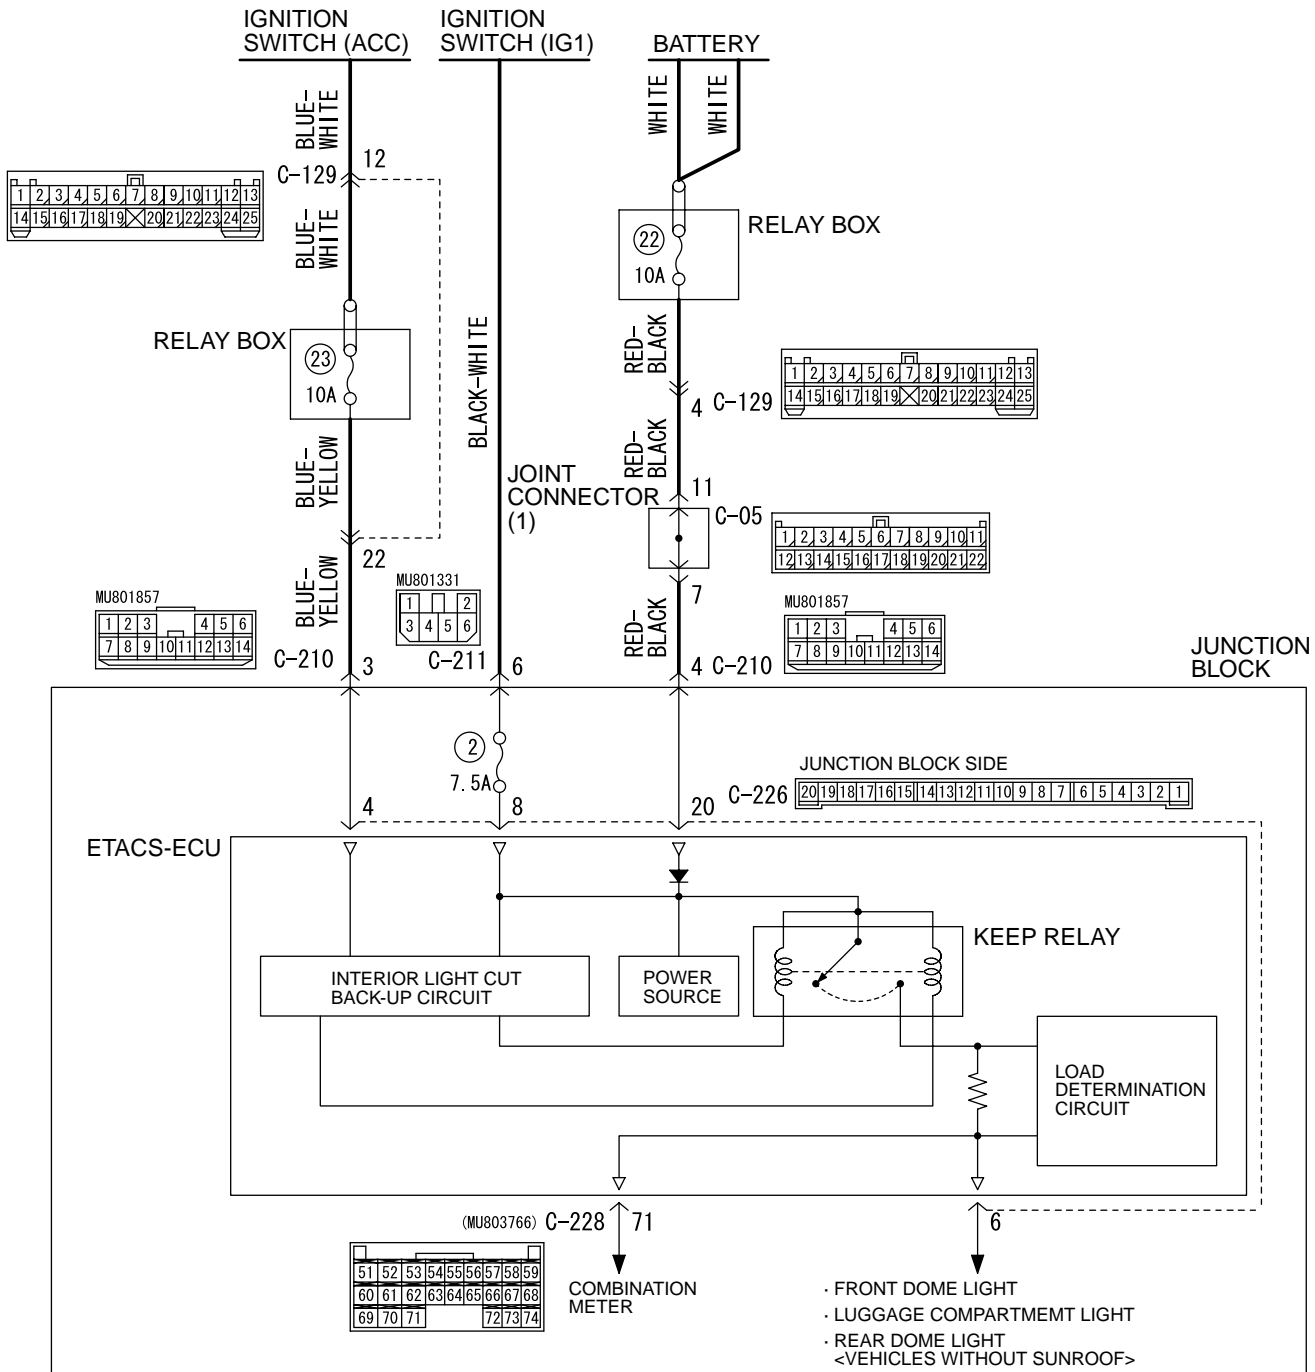 IGNITION
SWITCH (ACC)
IGNITION
SWITCH (IG1)
BATTERY
BLUE-
WHITE
WHITE
WHITE
12
C-129
1 2 3 4 5 6 7 8 9 10 11 12 13
14 15 16 17 18 19 20 21 22 23 24 25
BLUE-
WHITE
RELAY BOX
22
10A
RELAY BOX
23
10A
BLACK-WHITE
RED-
BLACK
4 C-129
1 2 3 4 5 6 7 8 9 10 11 12 13
14 15 16 17 18 19 20 21 22 23 24 25
BLUE-
YELLOW
RED-
BLACK
JOINT
CONNECTOR
(1)
11
C-05
1 2 3 4 5 6 7 8 9 10 11
12 13 14 15 16 17 18 19 20 21 22
22
BLUE-
YELLOW
7
RED-
BLACK
MU801857
1 2 3 4 5 6
7 8 9 10 11 12 13 14
C-210 3
MU801331
1 2
3 4 5 6
C-211 6
4 C-210
MU801857
1 2 3 4 5 6
7 8 9 10 11 12 13 14
JUNCTION
BLOCK
2
7.5A
JUNCTION BLOCK SIDE
C-226
20 19 18 17 16 15 14 13 12 11 10 9 8 7 6 5 4 3 2 1
4
8
20
ETACS-ECU
KEEP RELAY
INTERIOR LIGHT CUT
BACK-UP CIRCUIT
POWER
SOURCE
LOAD
DETERMINATION
CIRCUIT
(MU803766) C-228 71
6
51 52 53 54 55 56 57 58 59
60 61 62 63 64 65 66 67 68
69 70 71 72 73 74
COMBINATION
METER
· FRONT DOME LIGHT
· LUGGAGE COMPARTMEMT LIGHT
· REAR DOME LIGHT
<VEHICLES WITHOUT SUNROOF>